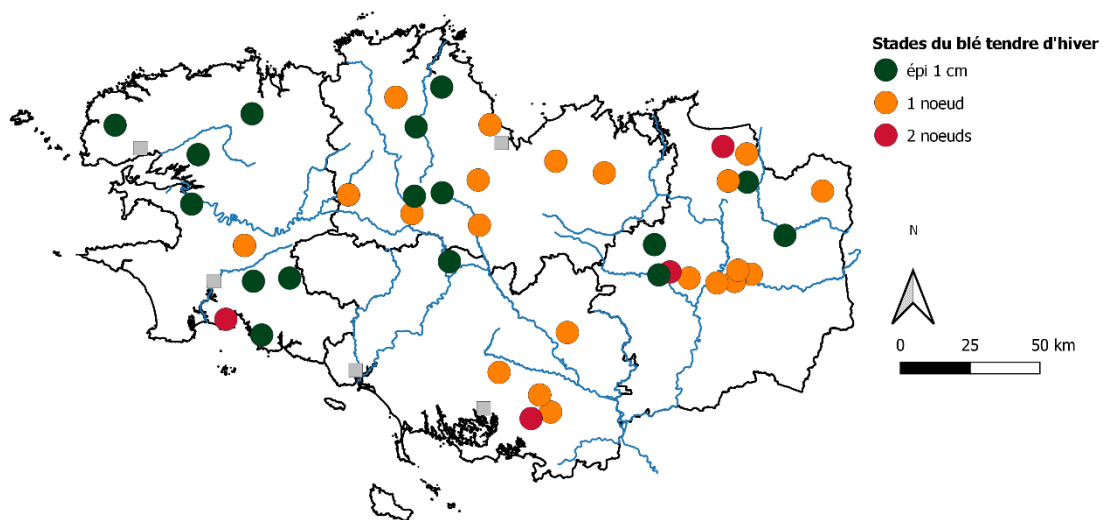 Stades du blé tendre d'hiver
épi 1 cm
1 noeud
2 noeuds
N
0 25 50 km